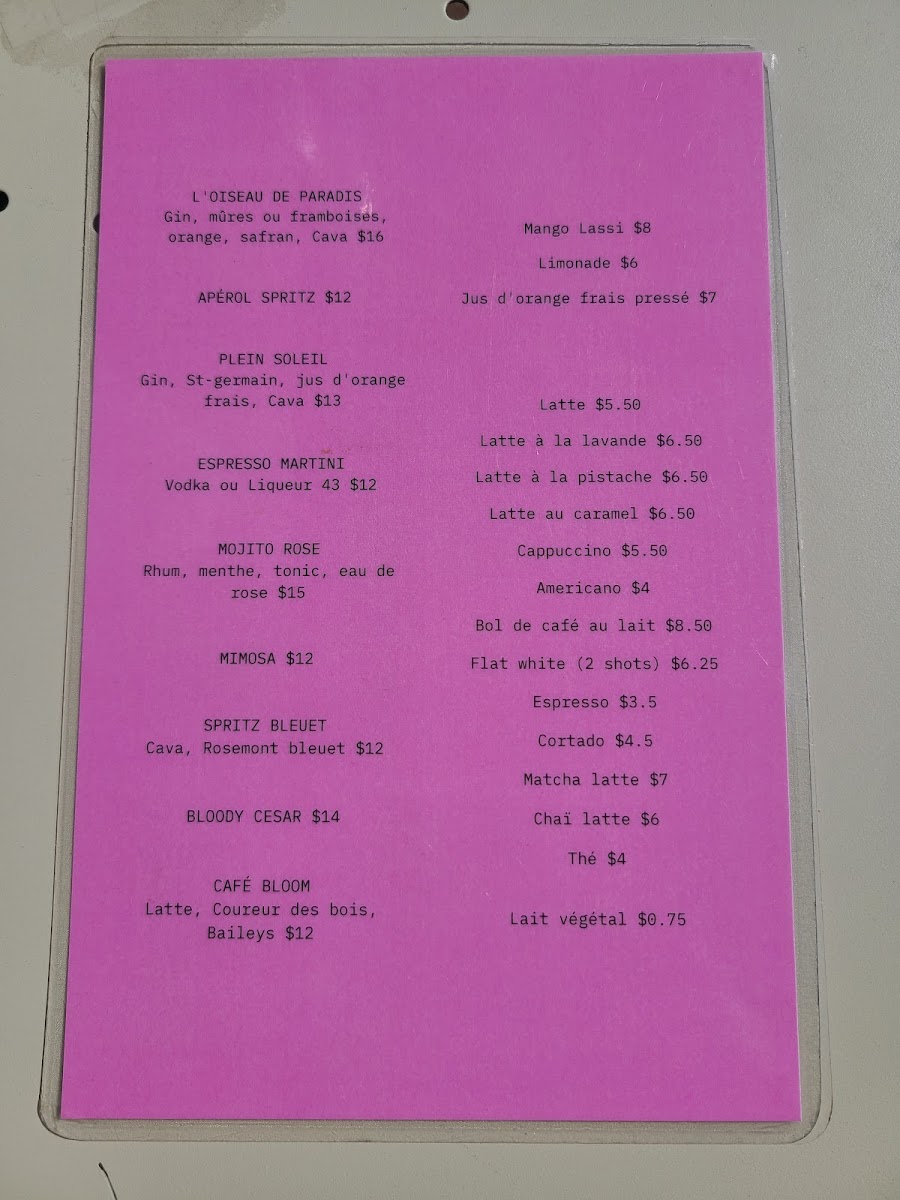 L'OISEAU DE PARADIS
Gin, mûres ou framboises,
orange, safran, Cava $16
APÉROL SPRITZ $12
PLEIN SOLEIL
Gin, St-germain, jus d'orange
frais, Cava $13
ESPRESSO MARTINI
Vodka ou Liqueur 43 $12
MOJITO ROSE
Rhum, menthe, tonic, eau de
rose $15
MIMOSA $12
SPRITZ BLEUET
Cava, Rosemont bleuet $12
BLOODY CESAR $14
CAFÉ BLOOM
Latte, Coureur des bois,
Baileys $12
Mango Lassi $8
Limonade $6
Jus d'orange frais pressé $7
Latte $5.50
Latte à la lavande $6.50
Latte à la pistache $6.50
Latte au caramel $6.50
Cappuccino $5.50
Americano $4
Bol de café au lait $8.50
Flat white (2 shots) $6.25
Espresso $3.5
Cortado $4.5
Matcha latte $7
Chaï latte $6
Thé $4
Lait végétal $0.75